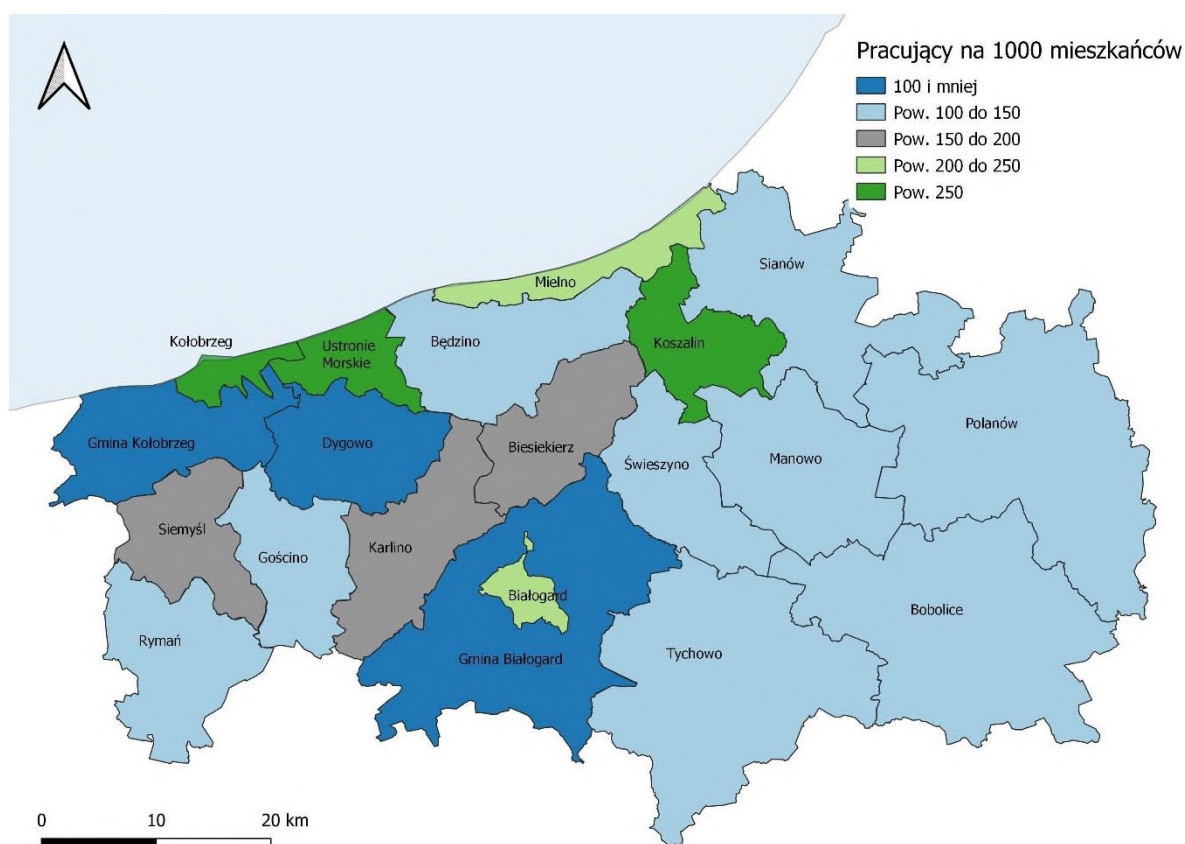 Pracujący na 1000 mieszkańców
100 i mniej
Pow. 100 do 150
Pow. 150 do 200
Pow. 200 do 250
Pow. 250
Sianów
Mielno
Kołobrzeg
Ustronie
Morskie
Będzino
Koszalin
Gmina Kołobrzeg
Dygowo
Biesiekierz
Świeszyno
Manowo
Polanów
Siemyśl
Gościno
Karlino
Białogard
Bobolice
Rymań
Gmina Białogard
Tychowo
0 10 20 km